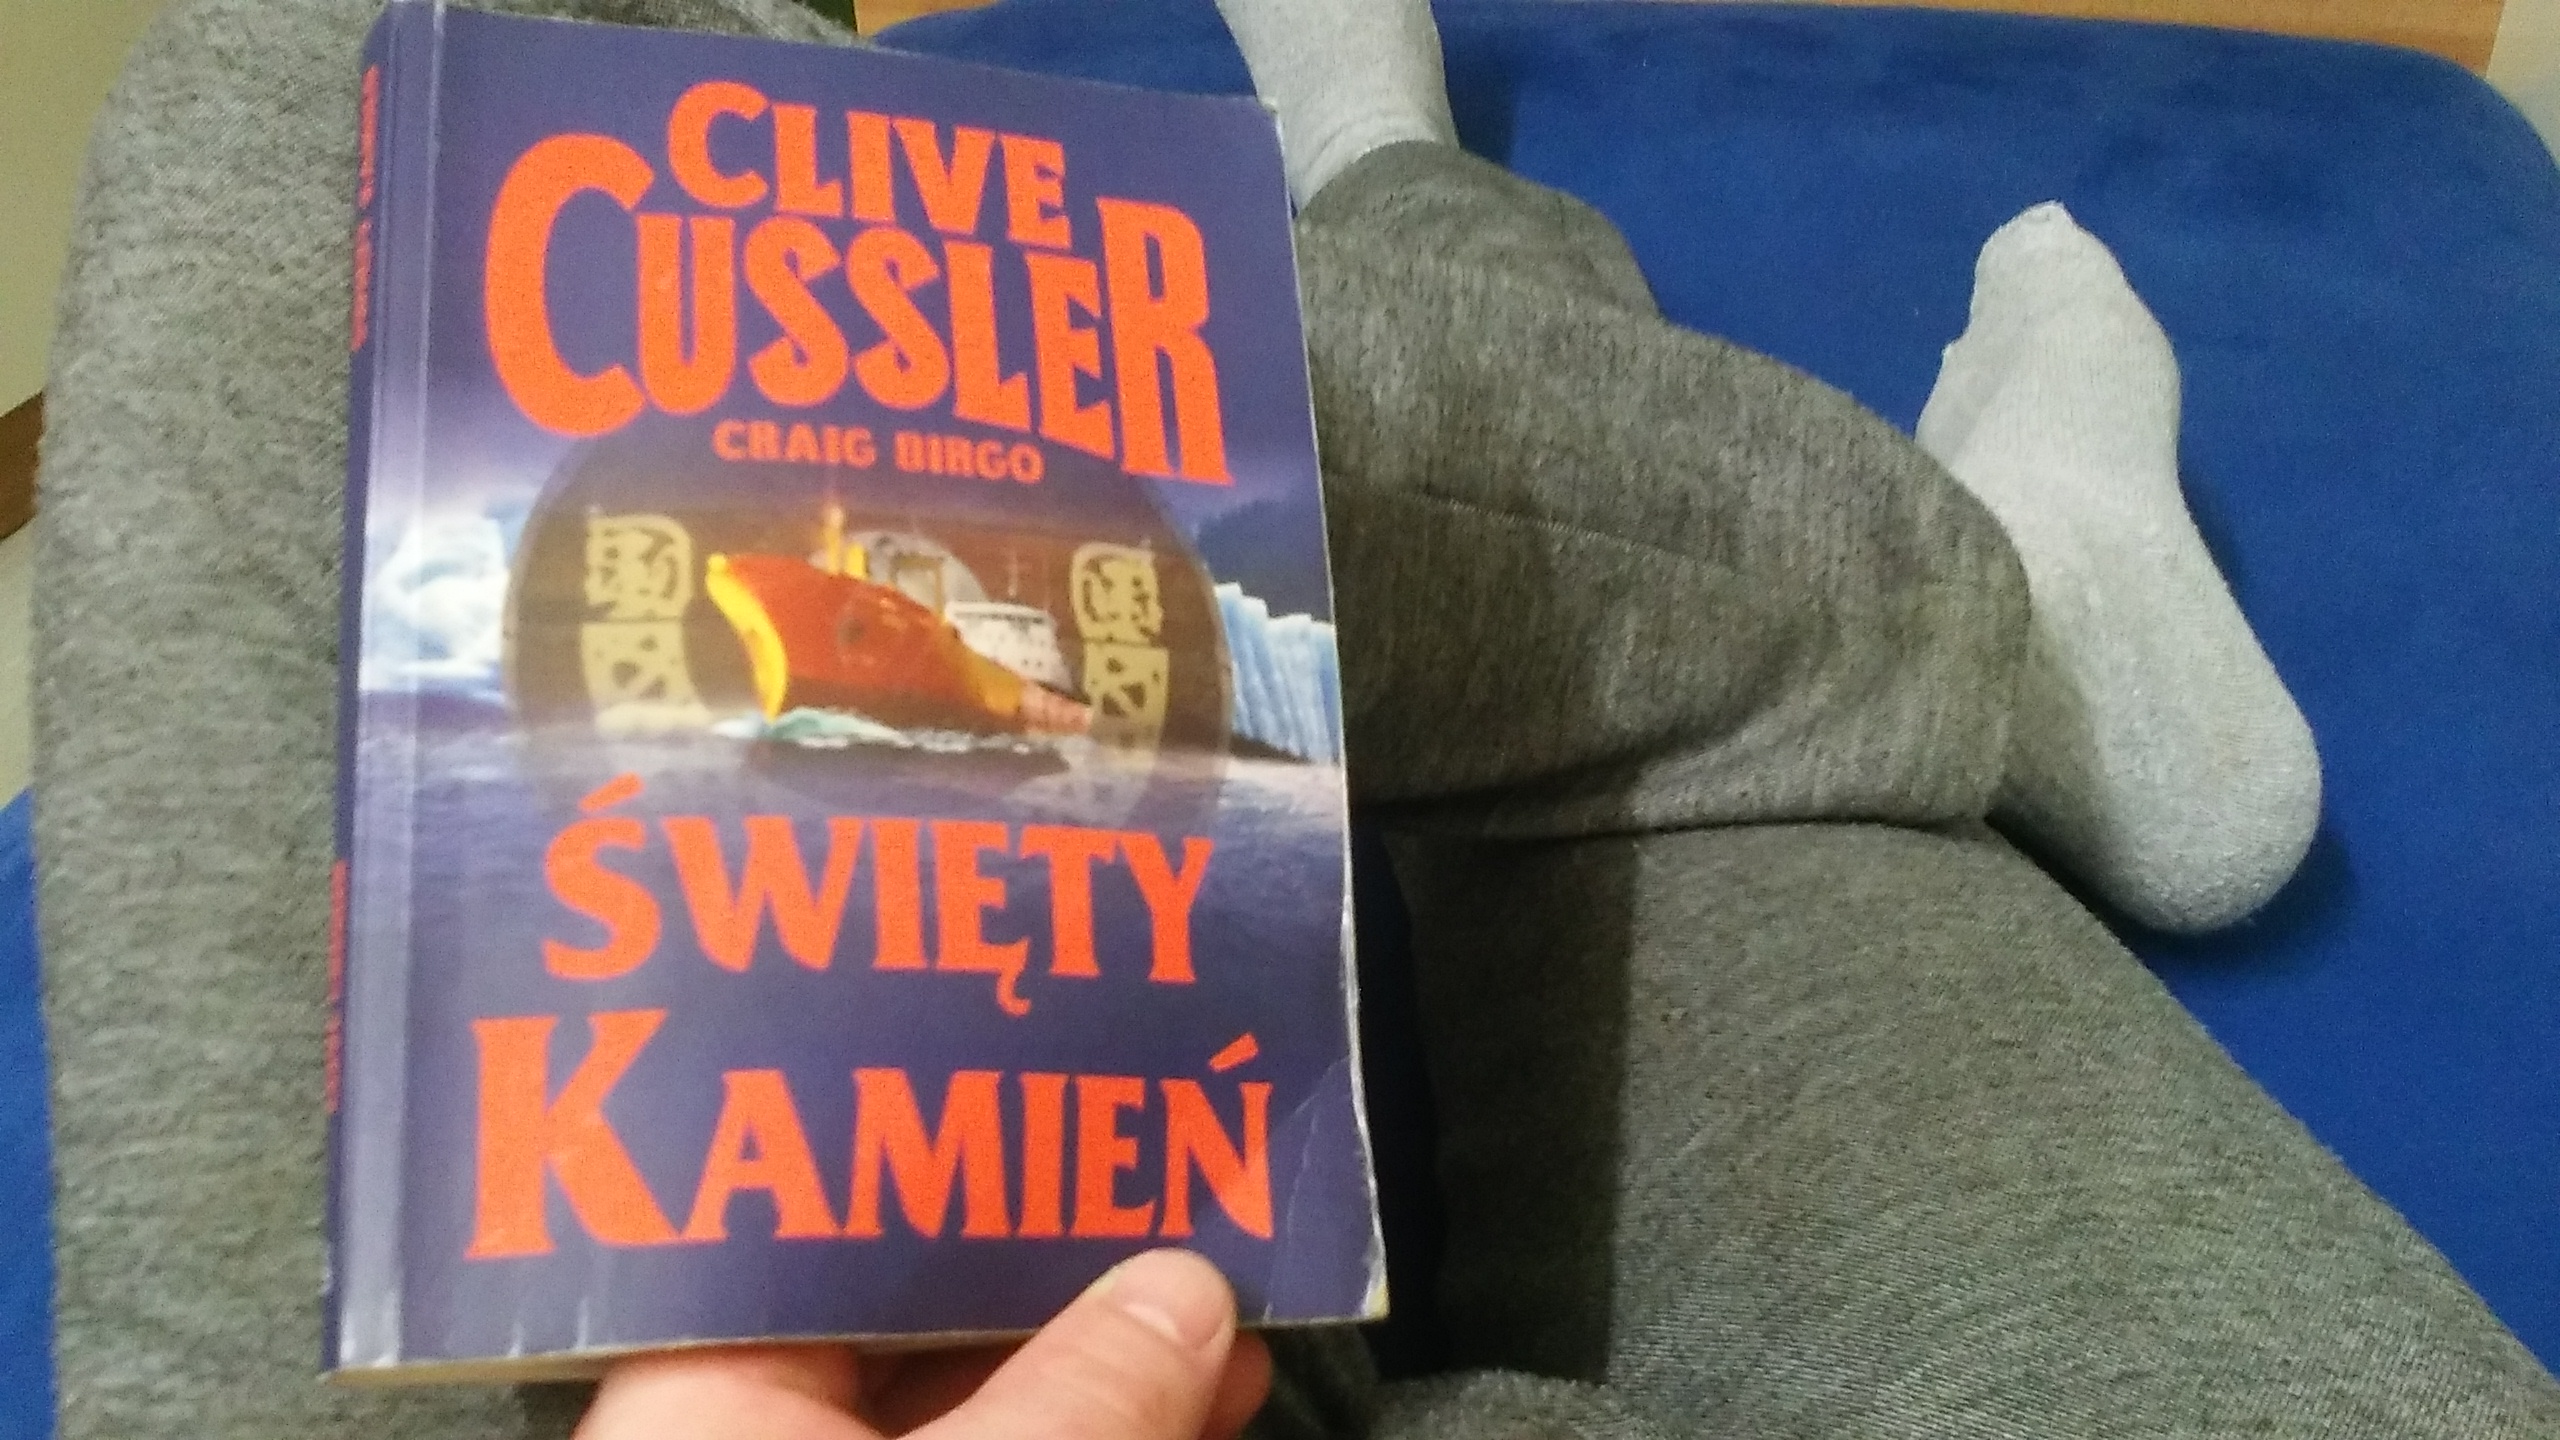 CLIVE
CUSSLER
CRAIG DIRGO
ŚWIĘTY
KAMIEŃ